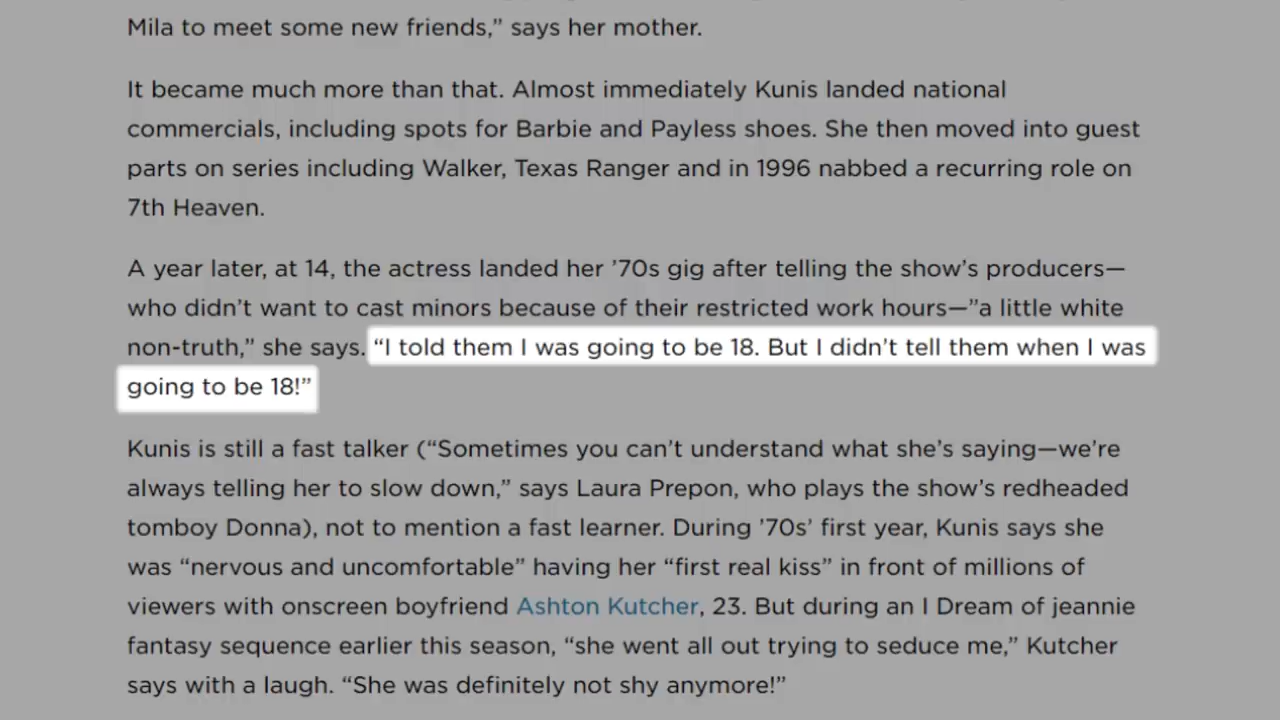 Mila to meet some new friends,” says her mother.
It became much more than that. Almost immediately Kunis landed national
commercials, including spots for Barbie and Payless shoes. She then moved into guest
parts on series including Walker, Texas Ranger and in 1996 nabbed a recurring role on
7th Heaven.
A year later, at 14, the actress landed her ’70s gig after telling the show’s producers—
who didn’t want to cast minors because of their restricted work hours—”a little white
non-truth,” she says. “I told them I was going to be 18. But I didn’t tell them when I was
going to be 18!”
Kunis is still a fast talker (“Sometimes you can’t understand what she’s saying—we’re
always telling her to slow down,” says Laura Prepon, who plays the show’s redheaded
tomboy Donna), not to mention a fast learner. During ’70s’ first year, Kunis says she
was “nervous and uncomfortable” having her “first real kiss” in front of millions of
viewers with onscreen boyfriend Ashton Kutcher, 23. But during an I Dream of jeannie
fantasy sequence earlier this season, “she went all out trying to seduce me,” Kutcher
says with a laugh. “She was definitely not shy anymore!”